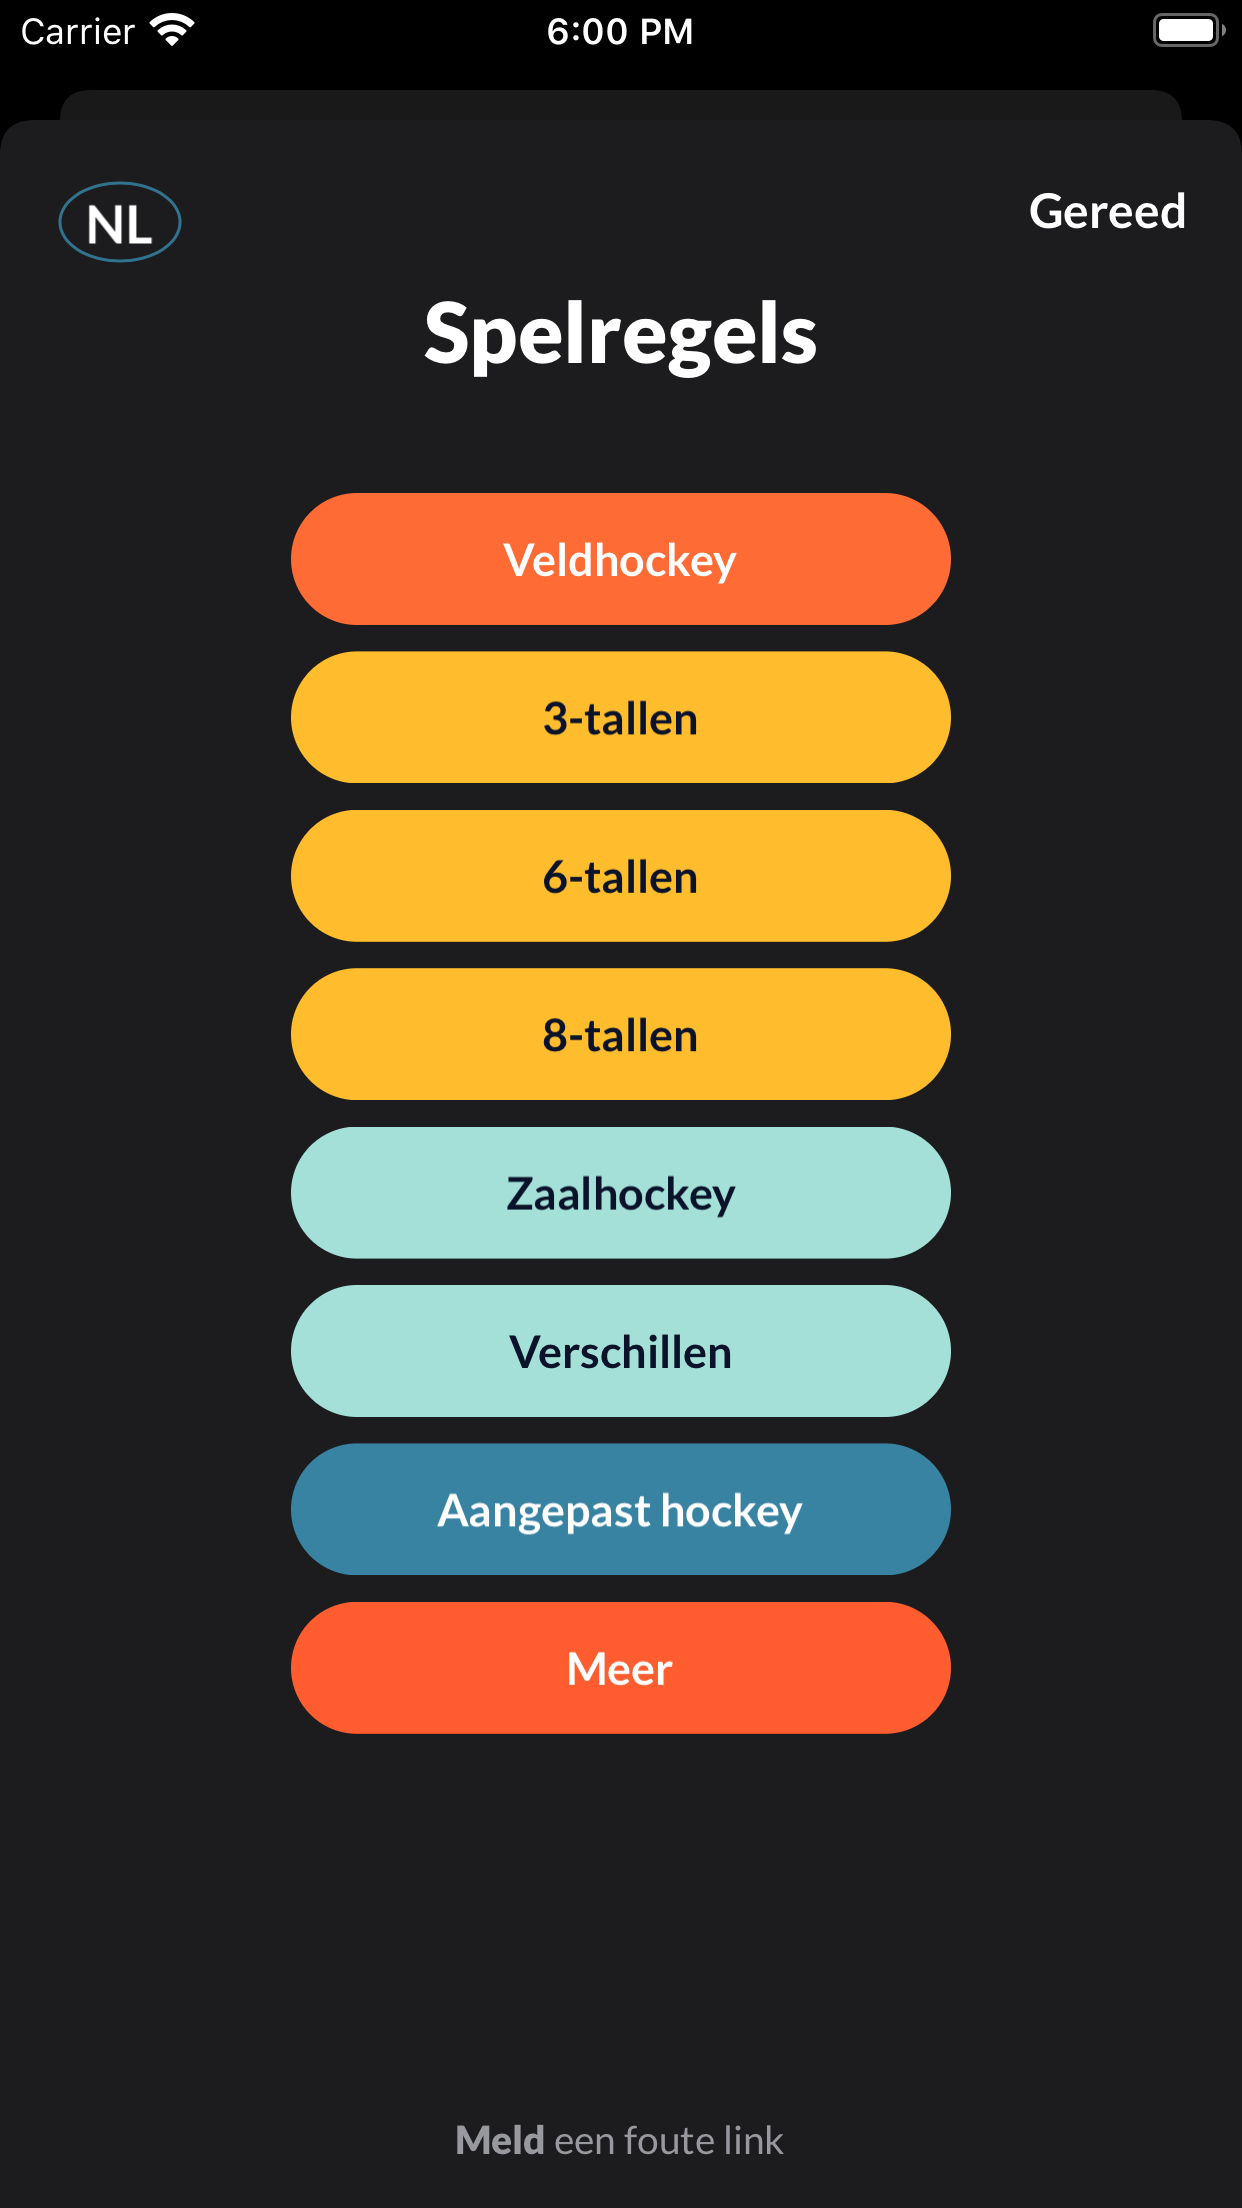 Carrier 6:00 PM
NL
Gereed
Spelregels
Veldhockey
3-tallen
6-tallen
8-tallen
Zaalhockey
Verschillen
Aangepast hockey
Meer
Meld een foute link